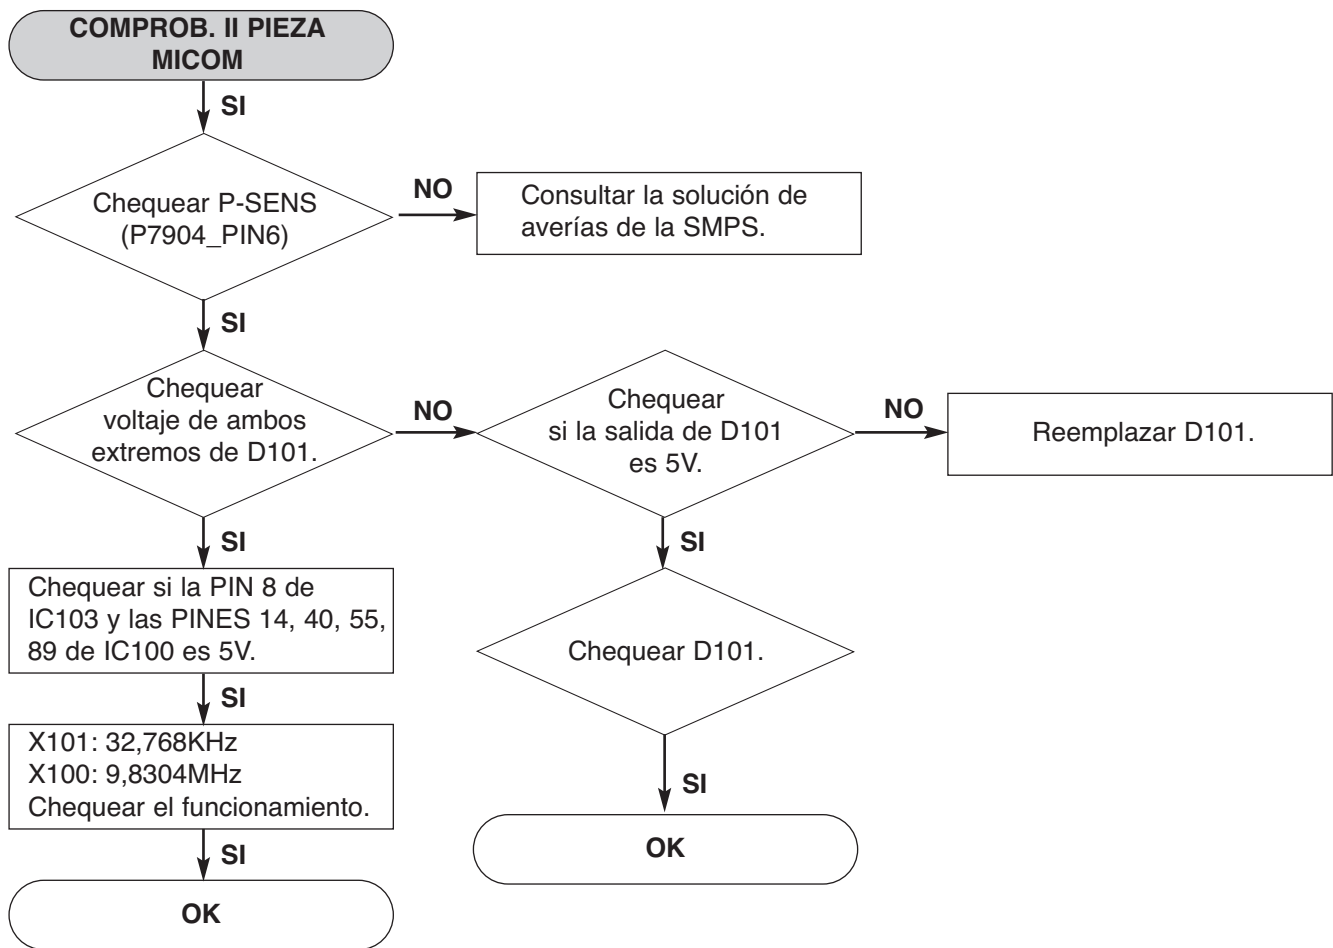 COMPROB. II PIEZA
MICOM
SI
Chequear P-SENS
(P7904_PIN6)
NO
Consultar la solución de
averías de la SMPS.
SI
Chequear
voltaje de ambos
extremos de D101.
NO
Chequear
si la salida de D101
es 5V.
NO
Reemplazar D101.
SI
Chequear si la PIN 8 de
IC103 y las PINES 14, 40, 55,
89 de IC100 es 5V.
SI
Chequear D101.
SI
X101: 32,768KHz
X100: 9,8304MHz
Chequear el funcionamiento.
SI
OK
SI
OK